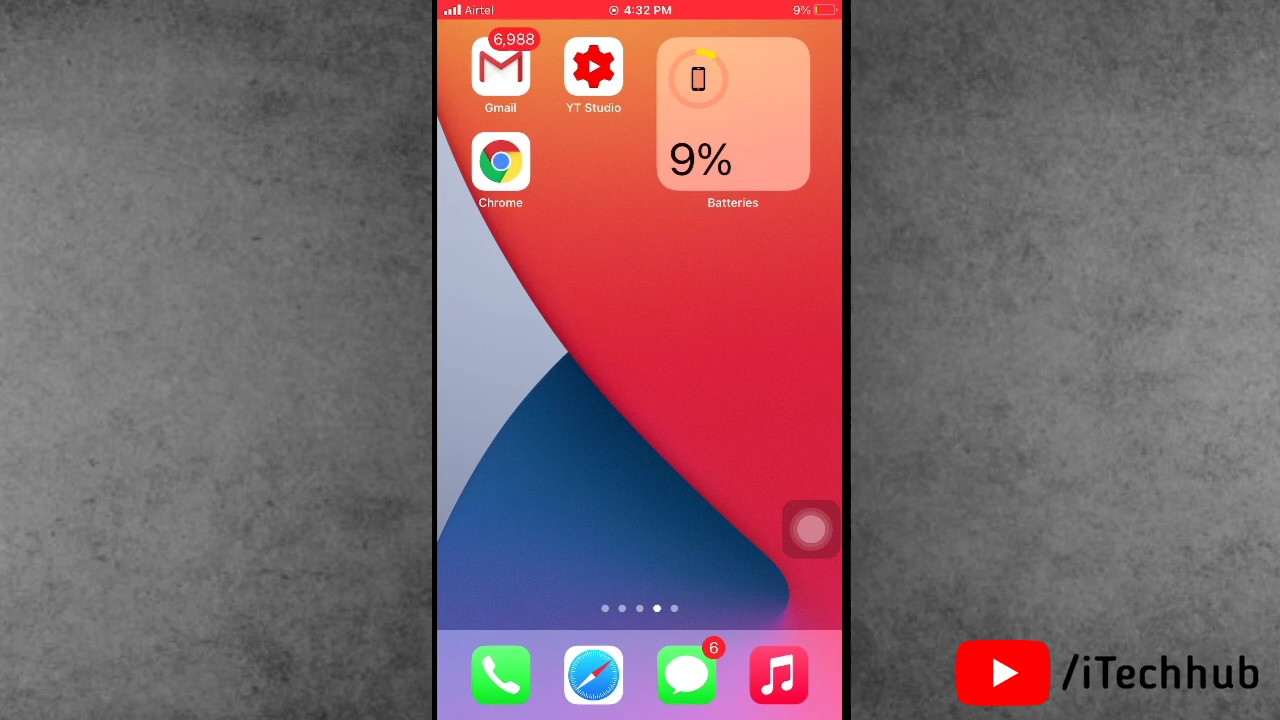 Airtel 4:32 PM 9%
6,988
Gmail
YT Studio
9%
Batteries
Chrome
6
/iTechhub